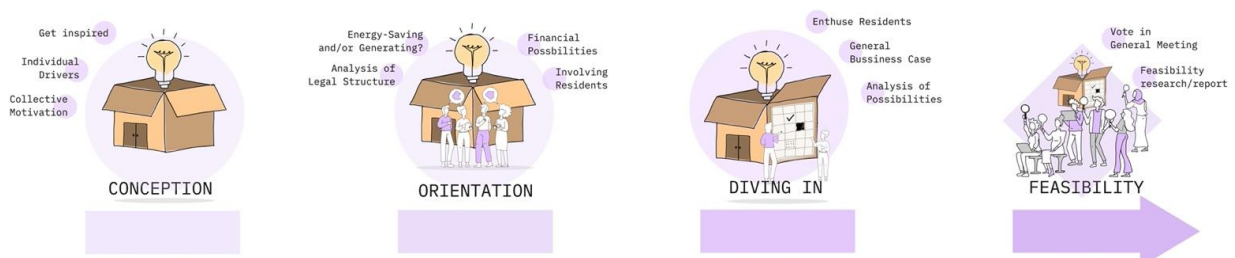 Get inspired
Individual
Drivers
Collective
Motivation
CONCEPTION
Energy-Saving
and/or Generating?
Analysis of
Legal Structure
Financial
Possbilities
Involving
Residents
ORIENTATION
Enthuse Residents
General
Bussiness Case
Analysis of
Possibilities
DIVING IN
Vote in
General Meeting
Feasibility
research/report
FEASIBILITY